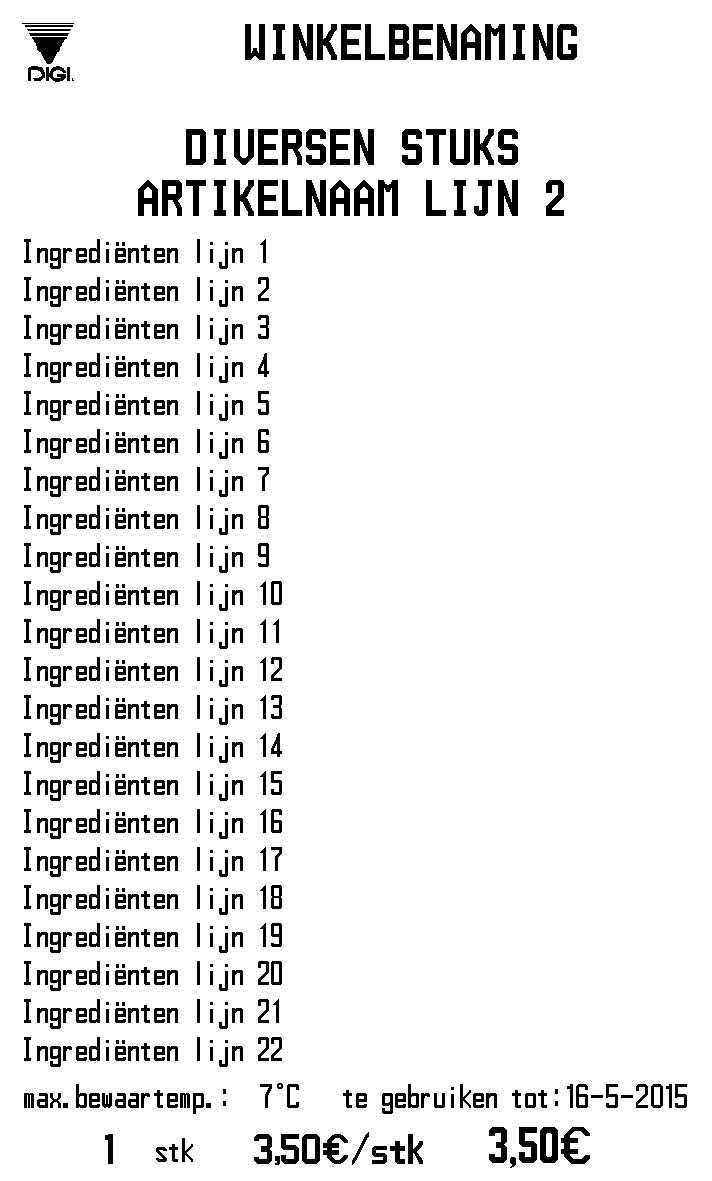 DIGI.
WINKELBENAMING
DIVERSEN STUKS
ARTIKELNAAM LIJN 2
Ingrediënten lijn 1
Ingrediënten lijn 2
Ingrediënten lijn 3
Ingrediënten lijn 4
Ingrediënten lijn 5
Ingrediënten lijn 6
Ingrediënten lijn 7
Ingrediënten lijn 8
Ingrediënten lijn 9
Ingrediënten lijn 10
Ingrediënten lijn 11
Ingrediënten lijn 12
Ingrediënten lijn 13
Ingrediënten lijn 14
Ingrediënten lijn 15
Ingrediënten lijn 16
Ingrediënten lijn 17
Ingrediënten lijn 18
Ingrediënten lijn 19
Ingrediënten lijn 20
Ingrediënten lijn 21
Ingrediënten lijn 22
max.bewaartemp.: 7°C te gebruiken tot:16-5-2015
1 stk 3,50€/stk 3,50€